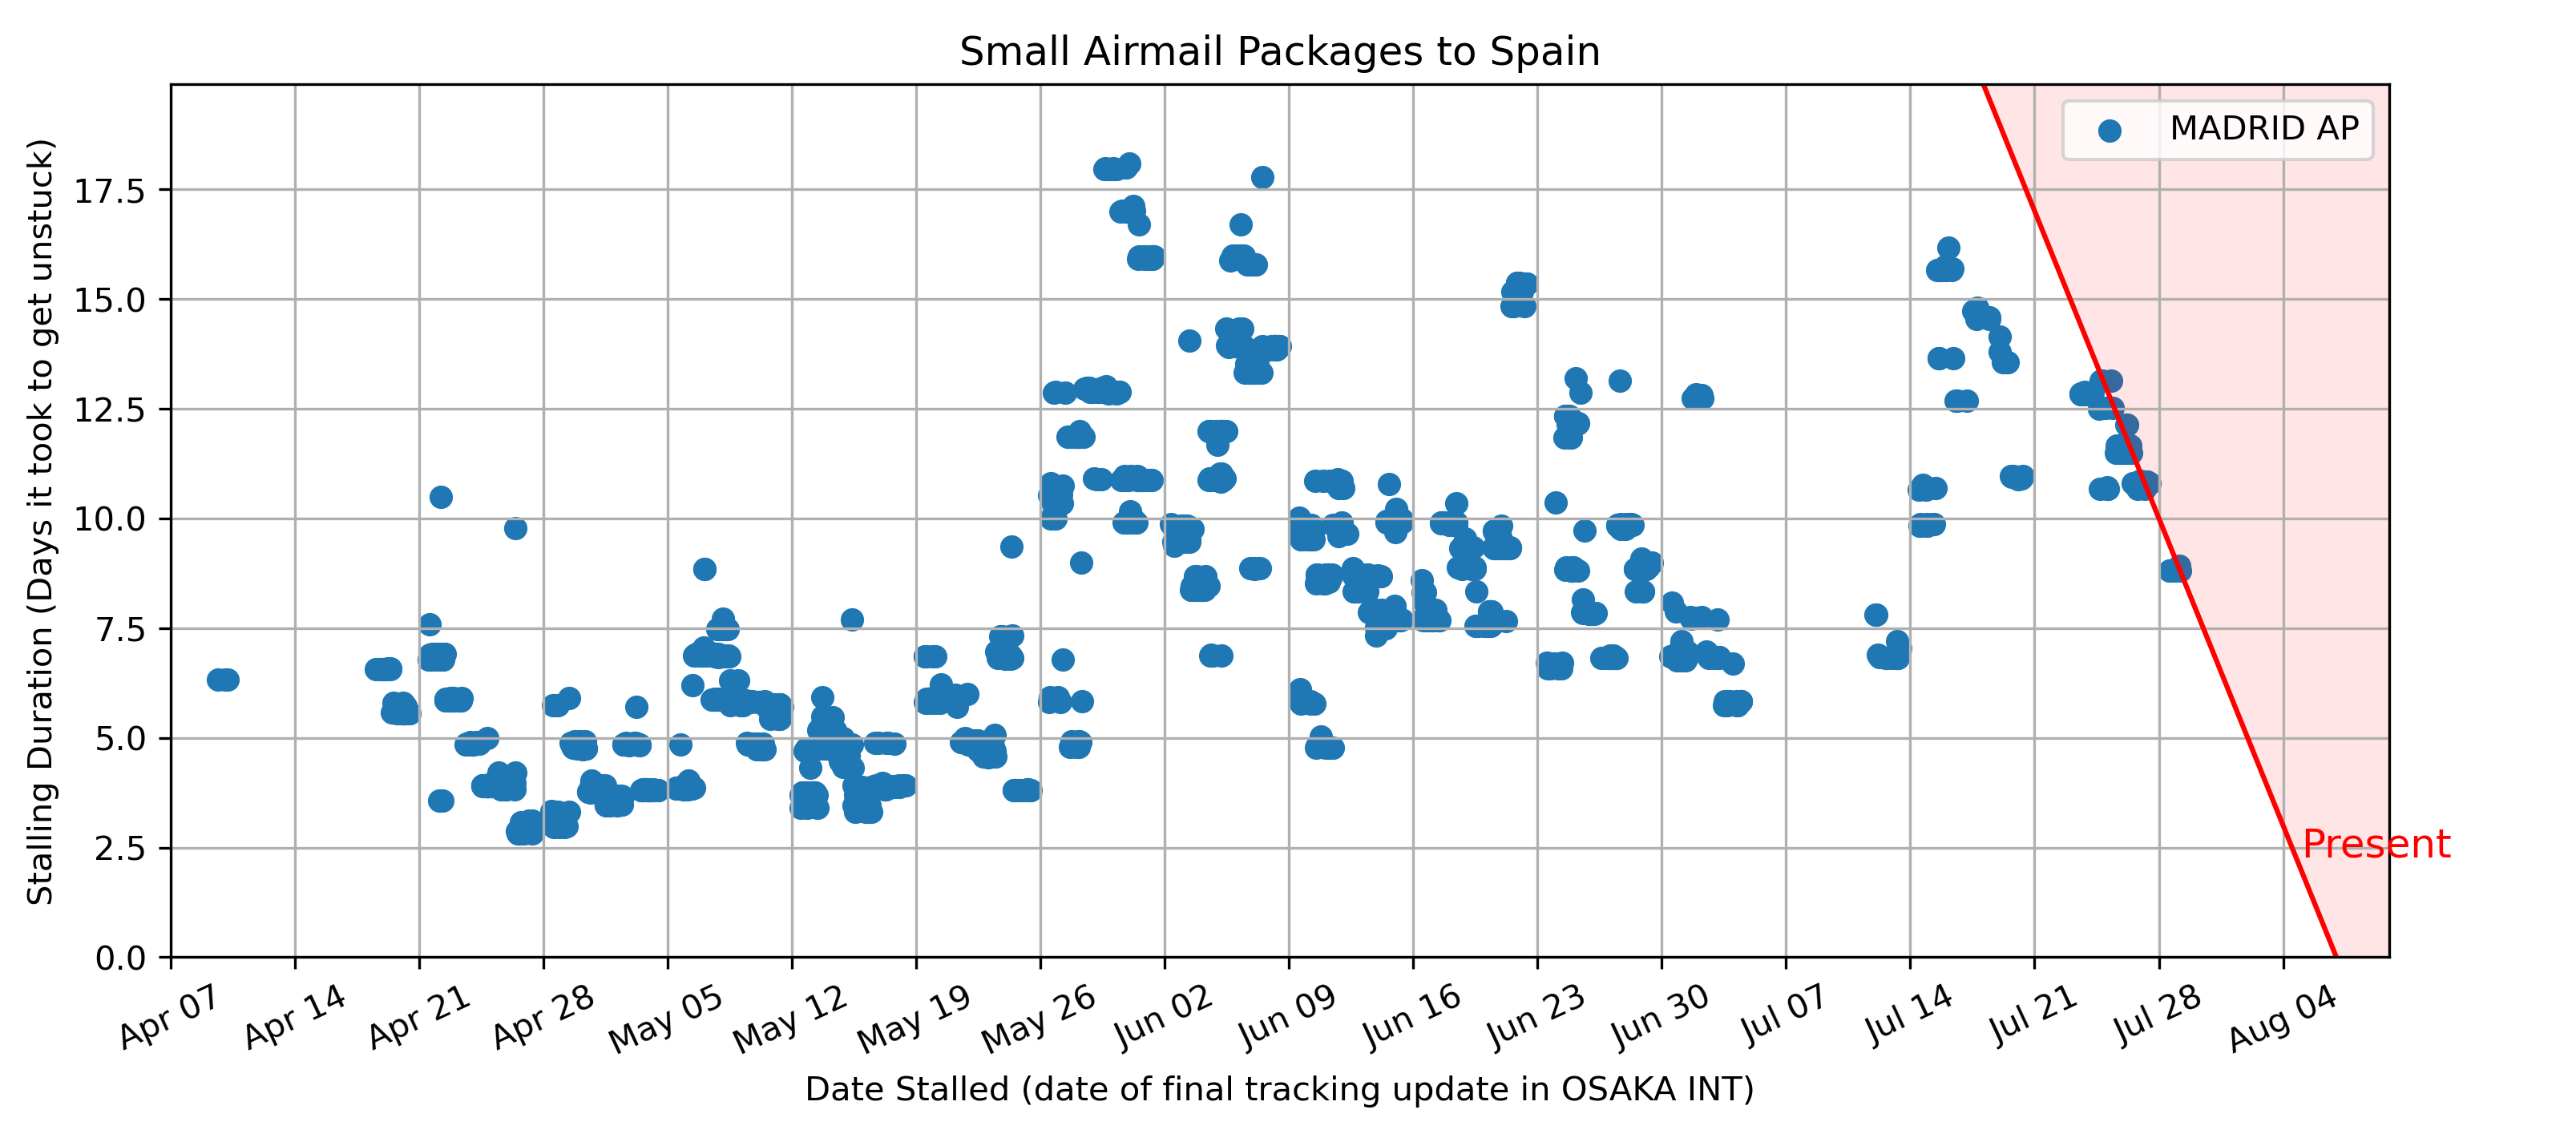 Small Airmail Packages to Spain
MADRID AP
Stalling Duration (Days it took to get unstuck)
17.5
15.0
12.5
10.0
7.5
5.0
2.5
0.0
Present
Apr 07
Apr 14
Apr 21
Apr 28
May 05
May 12
May 19
May 26
Jun 02
Jun 09
Jun 16
Jun 23
Jun 30
Jul 07
Jul 14
Jul 21
Jul 28
Aug 04
Date Stalled (date of final tracking update in OSAKA INT)